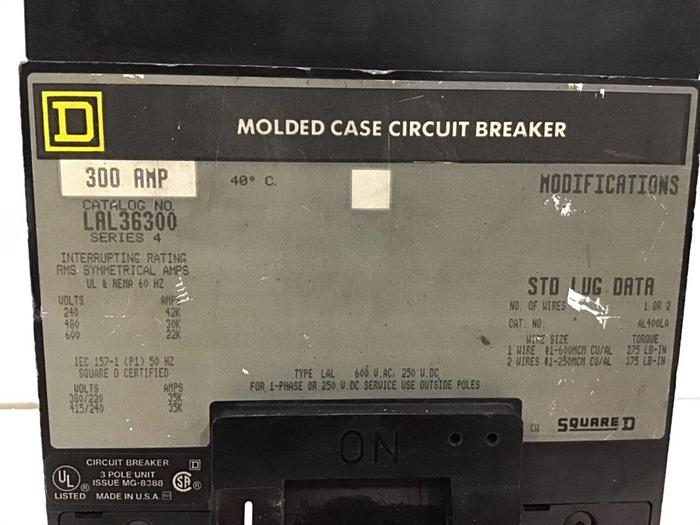 D
MOLDED CASE CIRCUIT BREAKER
300 AMP
40° C.
MODIFICATIONS
CATALOG NO.
LAL36300
SERIES 4
INTERRUPTING RATING
RMS SYMMETRICAL AMPS
UL & NEMA 60 HZ
VOLTS AMPS
240 42K
480 30K
600 22K
IEC 157-1 (P1) 50 HZ
SQUARE D CERTIFIED
VOLTS AMPS
380/220 35K
415/240 35K
STD LUG DATA
NO. OF WIRES 1 OR 2
CAT. NO. AL400LA
WIRE SIZE TORQUE
1 WIRE #1-600MCM CU/AL 375 LB-IN
2 WIRES #1-250MCM CU/AL 375 LB-IN
TYPE LAL 600 V.AC, 250 V.DC
FOR 1-PHASE OR 250 V.DC SERVICE USE OUTSIDE POLES
CW
SQUARE D
ON
UL
®
LISTED
CIRCUIT BREAKER
3 POLE UNIT
ISSUE MG-8388
MADE IN U.S.A.
D
SA
®